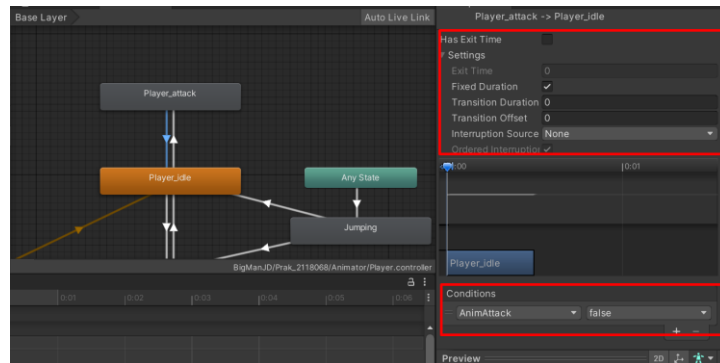 Base Layer
Auto Live Link
Player_attack
Player_idle
Any State
Jumping
BigManJD/Prak_2118068/Animator/Player.controller
0:01 0:02 0:03 0:04 0:05 0:06
Player_attack -> Player_idle
Has Exit Time
Settings
Exit Time 0
Fixed Duration
Transition Duration 0
Transition Offset 0
Interruption Source None
Ordered Interruption
:00 0:01
Player_idle
Conditions
AnimAttack false
+ -
Preview 2D